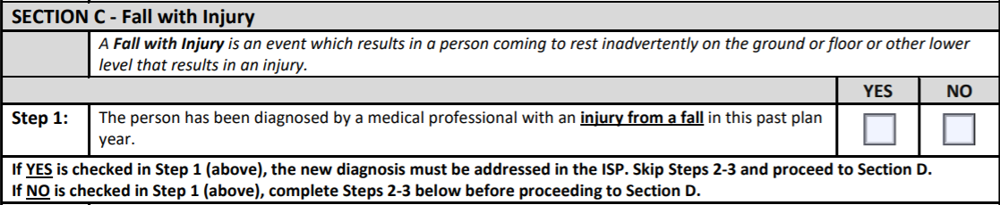 SECTION C - Fall with Injury
A Fall with Injury is an event which results in a person coming to rest inadvertently on the ground or floor or other lower
level that results in an injury.
YES NO
Step 1: The person has been diagnosed by a medical professional with an injury from a fall in this past plan
year.
If YES is checked in Step 1 (above), the new diagnosis must be addressed in the ISP. Skip Steps 2-3 and proceed to Section D.
If NO is checked in Step 1 (above), complete Steps 2-3 below before proceeding to Section D.